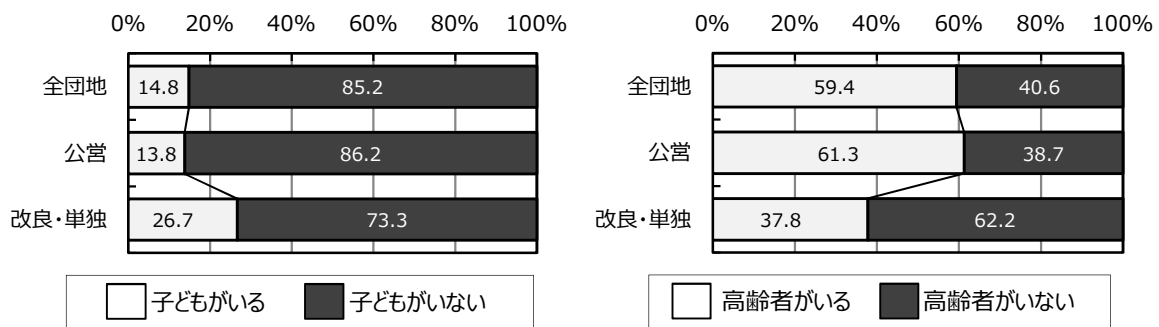 0% 20% 40% 60% 80% 100%
全団地 14.8 85.2
公営 13.8 86.2
改良・単独 26.7 73.3
子どもがいる 子どもがいない
0% 20% 40% 60% 80% 100%
全団地 59.4 40.6
公営 61.3 38.7
改良・単独 37.8 62.2
高齢者がいる 高齢者がいない